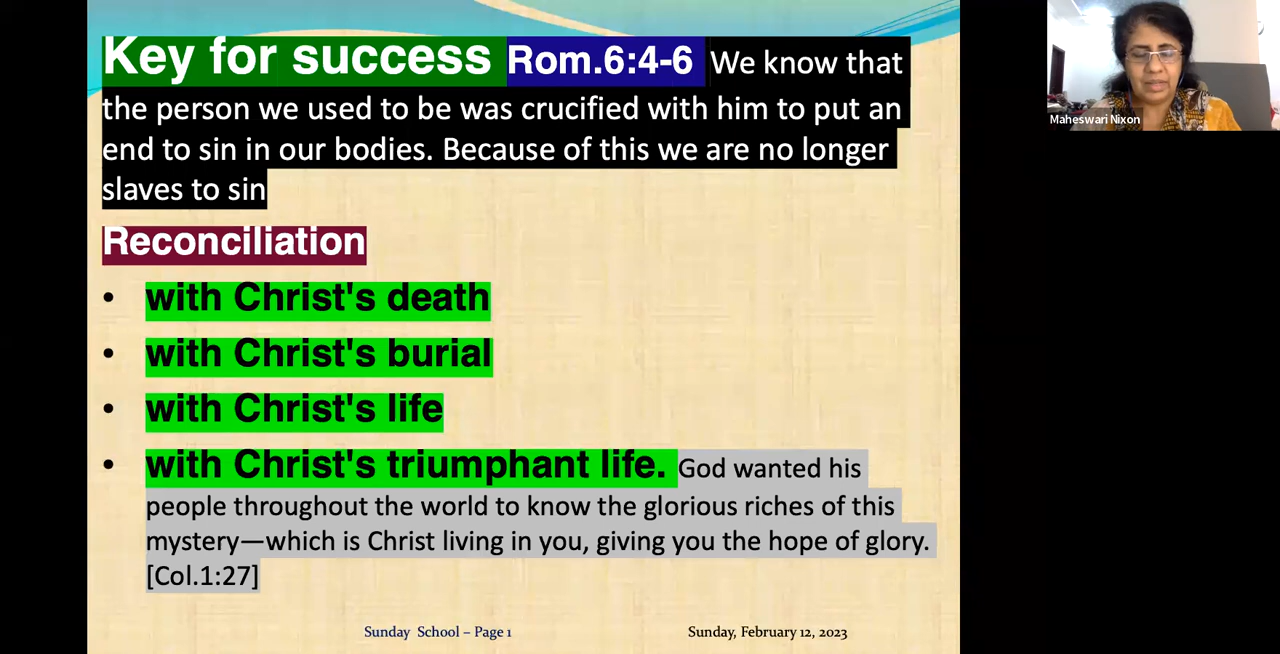 Key for success Rom.6:4-6 We know that
the person we used to be was crucified with him to put an
end to sin in our bodies. Because of this we are no longer
slaves to sin
Reconciliation
• with Christ's death
• with Christ's burial
• with Christ's life
• with Christ's triumphant life. God wanted his
people throughout the world to know the glorious riches of this
mystery—which is Christ living in you, giving you the hope of glory.
[Col.1:27]
Sunday School – Page 1
Sunday, February 12, 2023
Maheswari Nixon